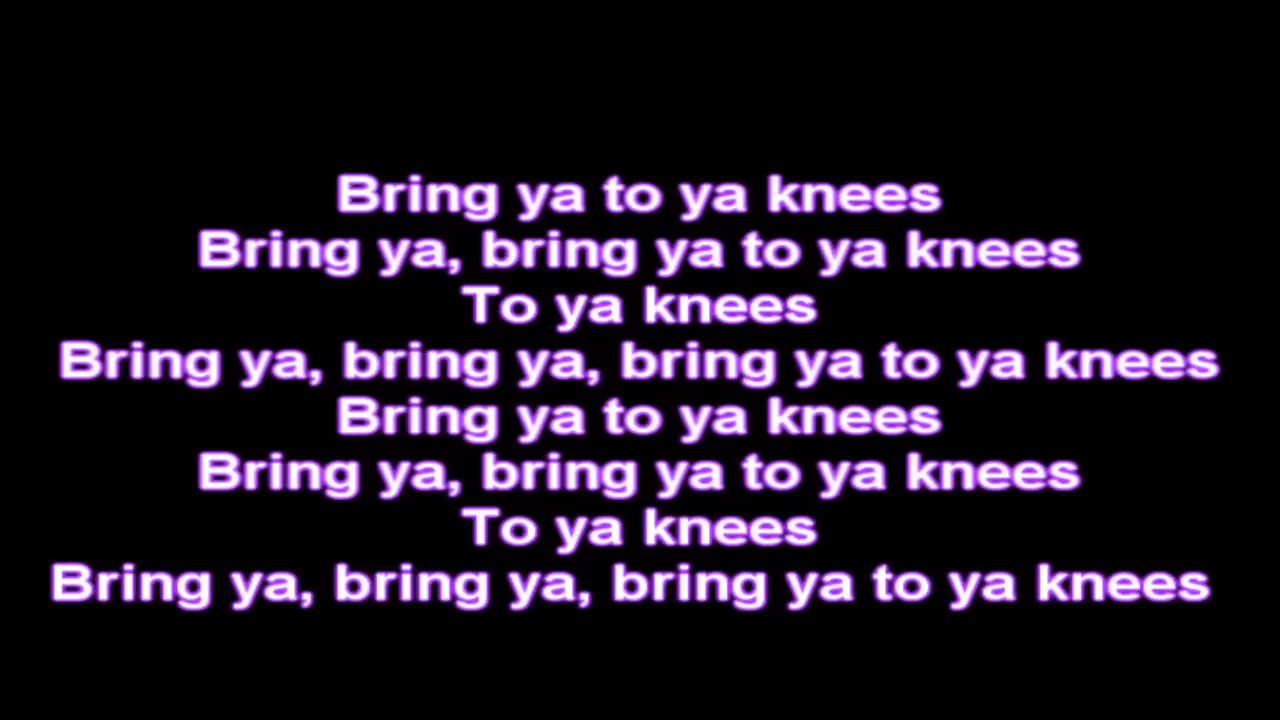 Bring ya to ya knees
Bring ya, bring ya to ya knees
To ya knees
Bring ya, bring ya, bring ya to ya knees
Bring ya to ya knees
Bring ya, bring ya to ya knees
To ya knees
Bring ya, bring ya, bring ya to ya knees